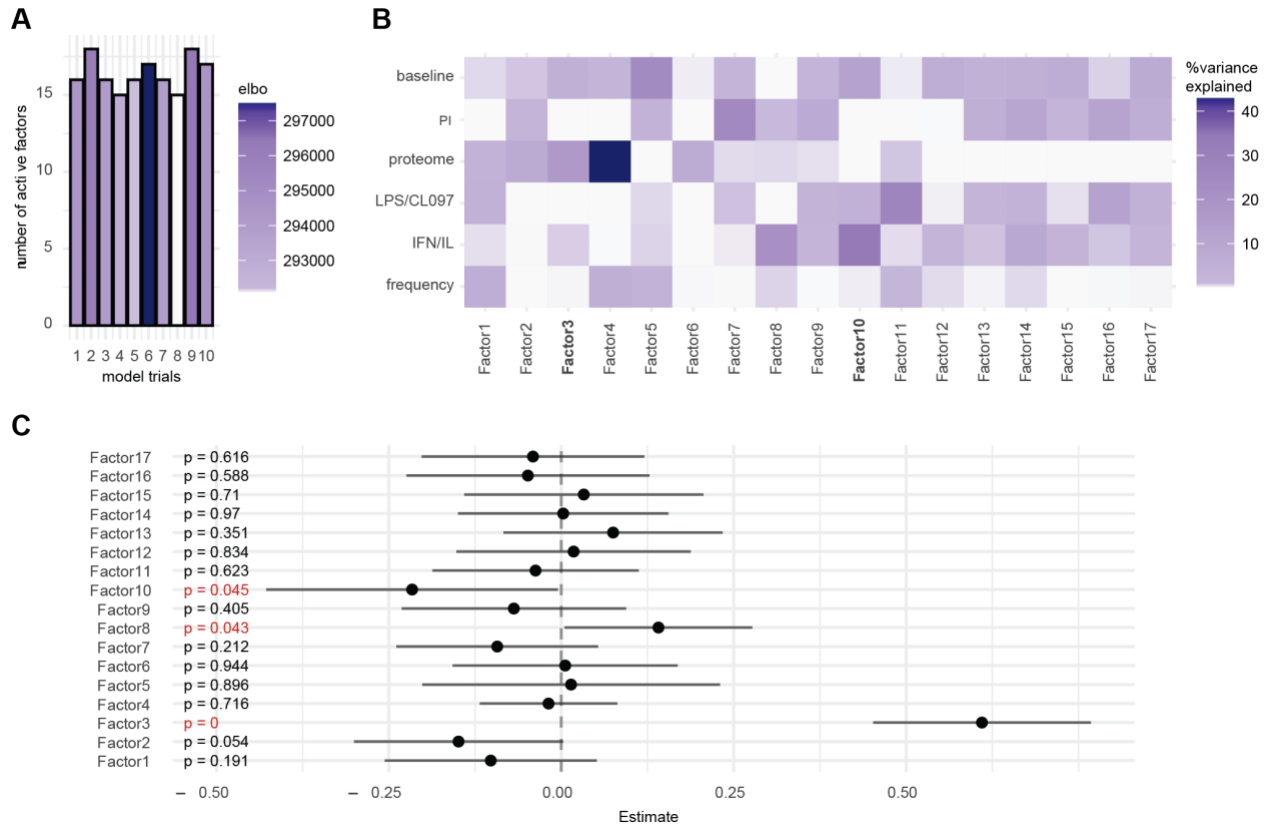 A
number of acti ve factors
15
10
5
0
1 2 3 4 5 6 7 8 9 10
model trials
elbo
297000
296000
295000
294000
293000
B
baseline
PI
proteome
LPS/CL097
IFN/IL
frequency
Factor1
Factor2
Factor3
Factor4
Factor5
Factor6
Factor7
Factor8
Factor9
Factor10
Factor11
Factor12
Factor13
Factor14
Factor15
Factor16
Factor17
%variance
explained
40
30
20
10
C
Factor17 p = 0.616
Factor16 p = 0.588
Factor15 p = 0.71
Factor14 p = 0.97
Factor13 p = 0.351
Factor12 p = 0.834
Factor11 p = 0.623
Factor10 p = 0.045
Factor9 p = 0.405
Factor8 p = 0.043
Factor7 p = 0.212
Factor6 p = 0.944
Factor5 p = 0.896
Factor4 p = 0.716
Factor3 p = 0
Factor2 p = 0.054
Factor1 p = 0.191
− 0.50 − 0.25 0.00 0.25 0.50
Estimate